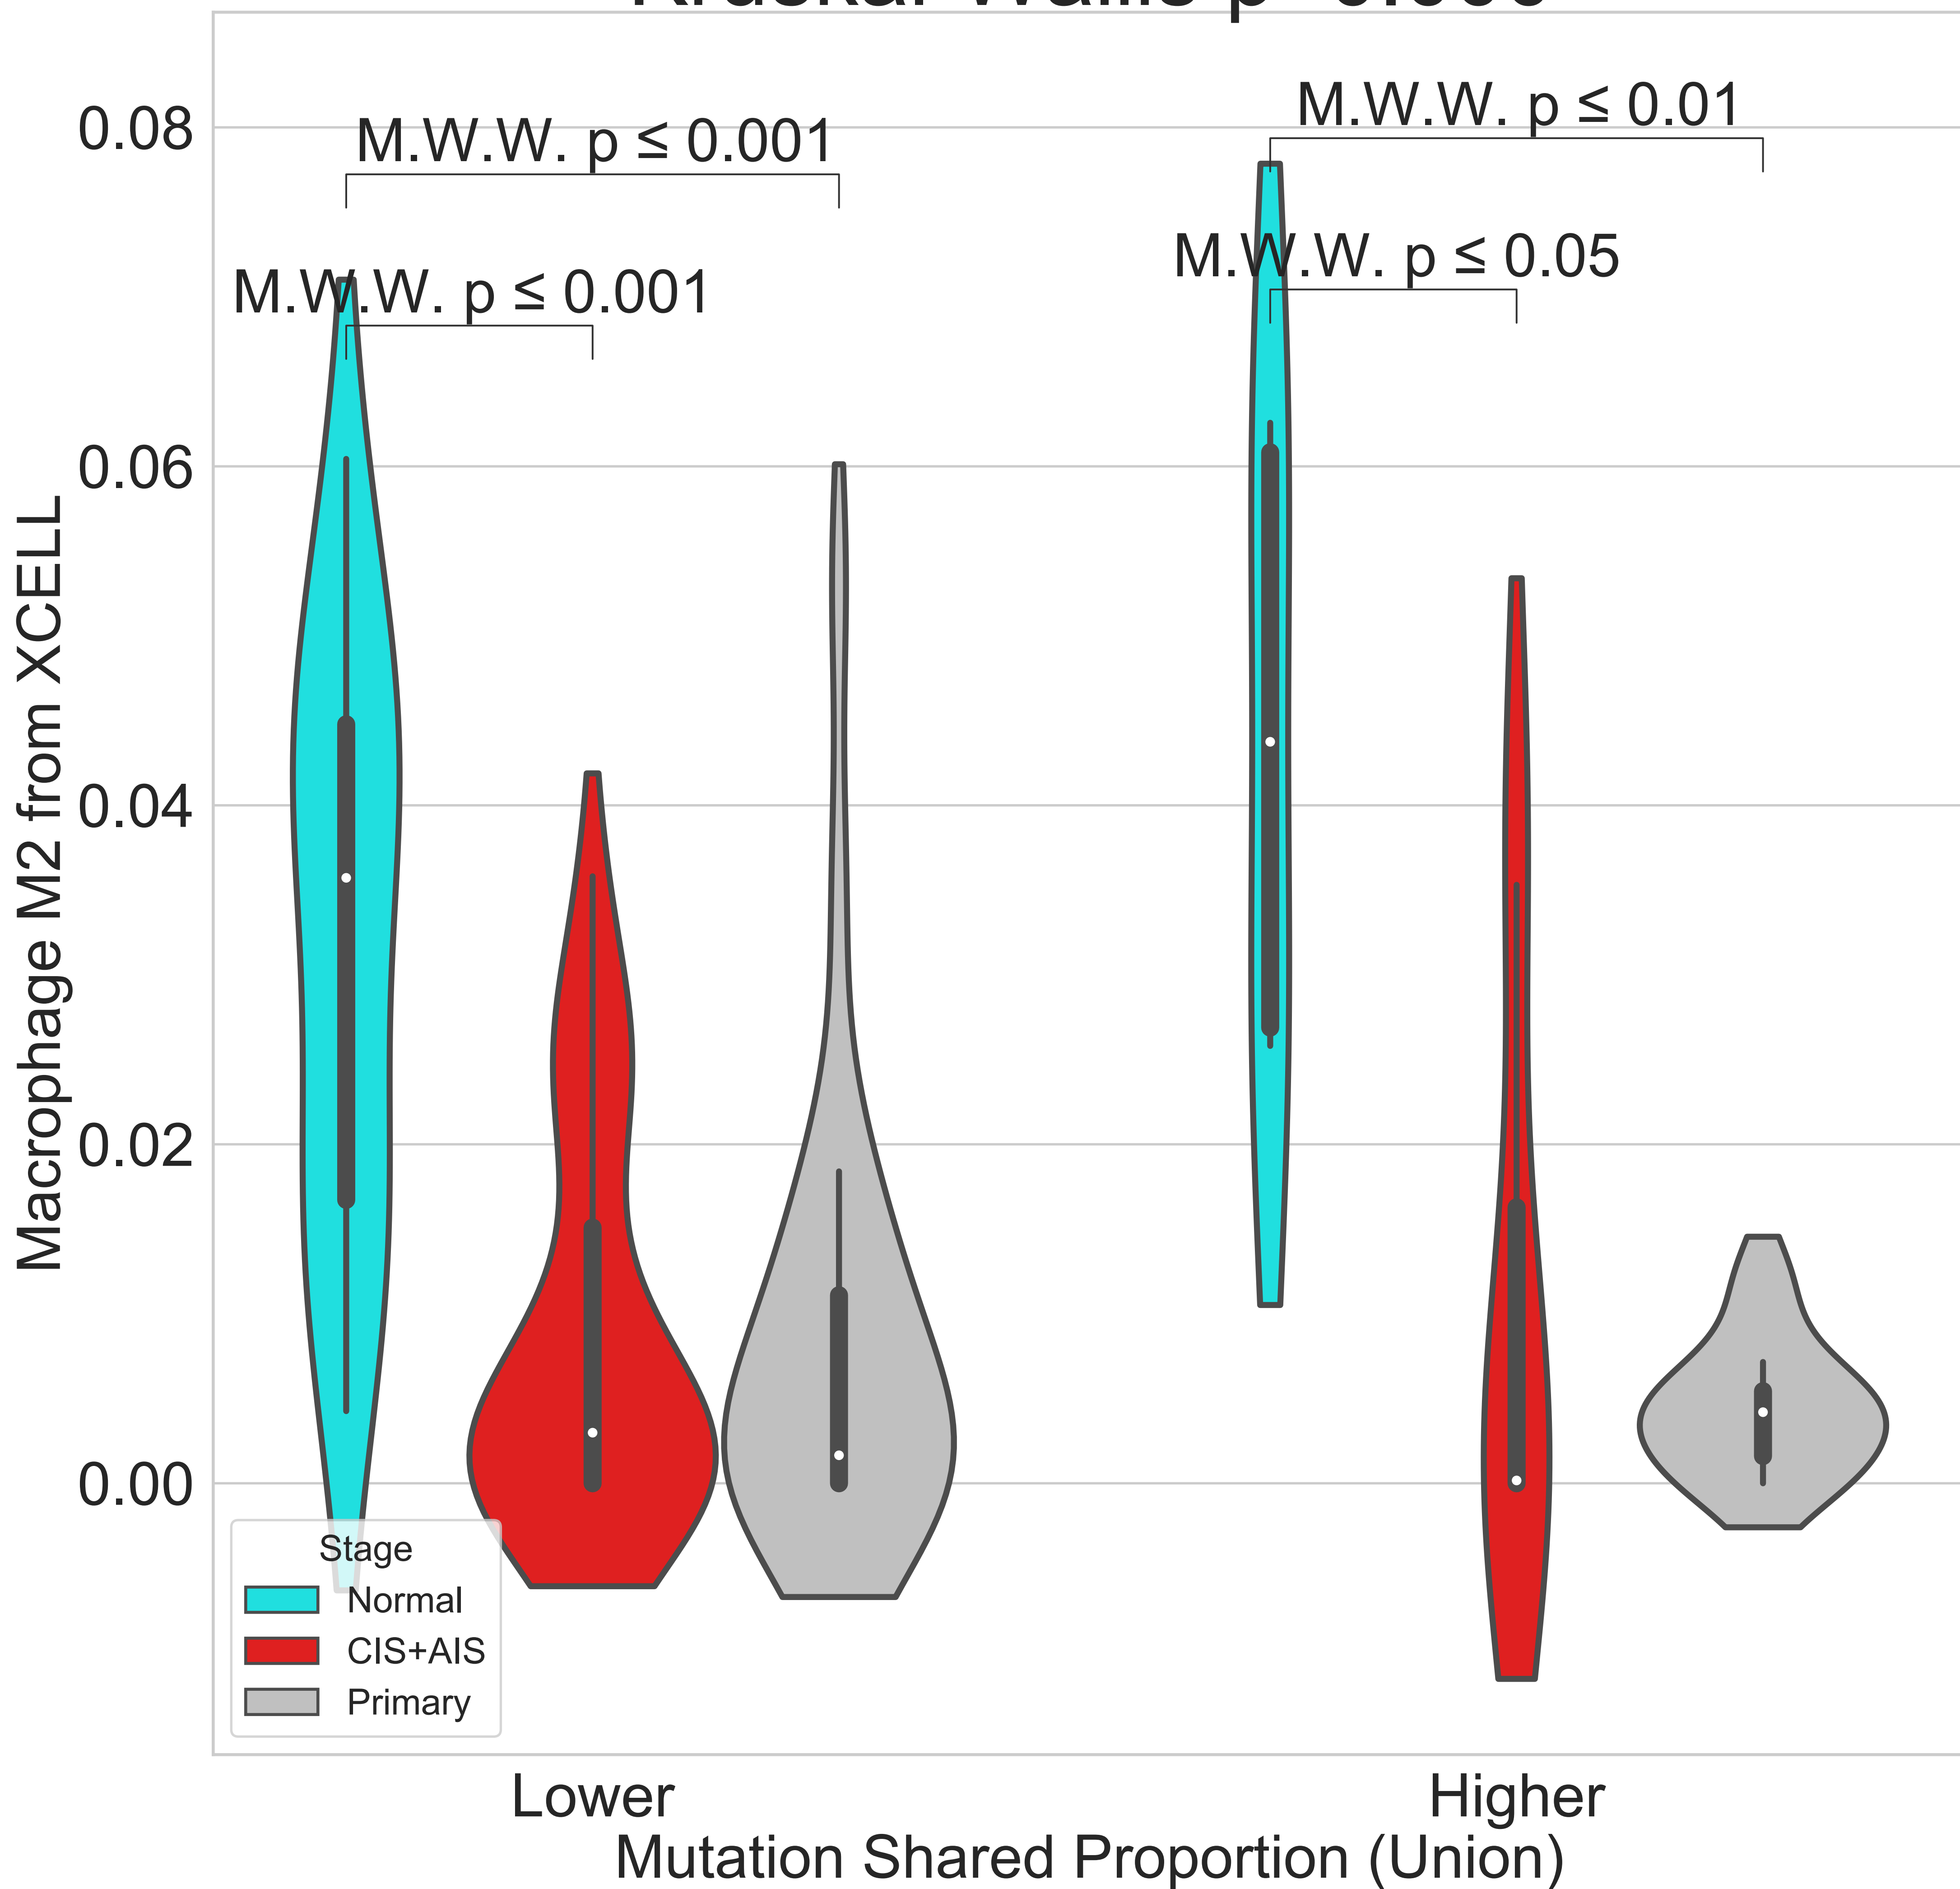 0.08
0.06
0.04
0.02
0.00
Macrophage M2 from XCELL
M.W.W. p ≤ 0.001
M.W.W. p ≤ 0.001
M.W.W. p ≤ 0.01
M.W.W. p ≤ 0.05
Stage
Normal
CIS+AIS
Primary
Lower
Higher
Mutation Shared Proportion (Union)